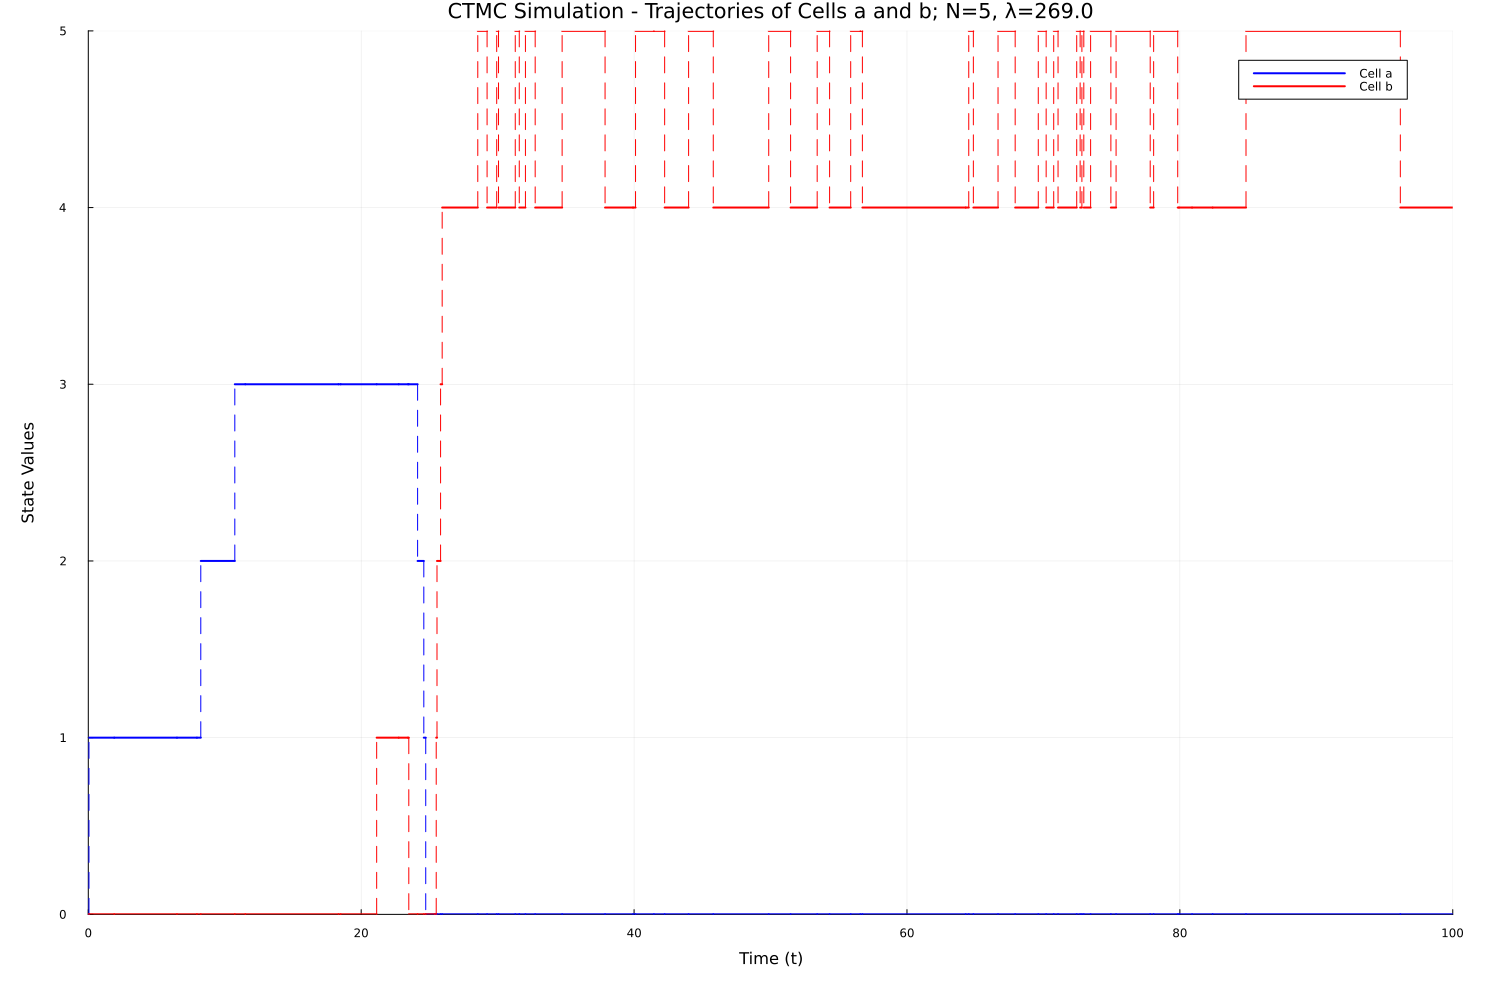 CTMC Simulation - Trajectories of Cells a and b; N=5, λ=269.0
5
Cell a
Cell b
4
3
State Values
2
1
0
0 20 40 60 80 100
Time (t)